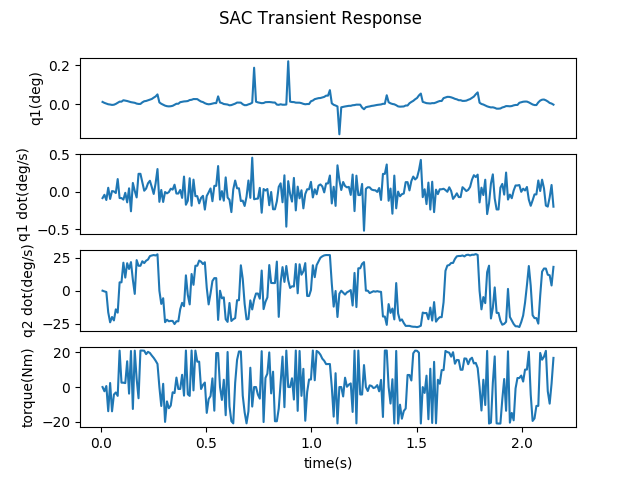 SAC Transient Response
q1(deg)
0.2
0.0
q1 dot(deg/s)
0.5
0.0
−0.5
q2 dot(deg/s)
25
0
−25
torque(Nm)
20
0
−20
0.0 0.5 1.0 1.5 2.0
time(s)